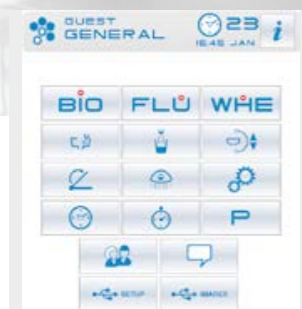 GUEST
GENERAL
23
16:45 JAN
i
BIO FLU WHE
P
SETUP IMAGES